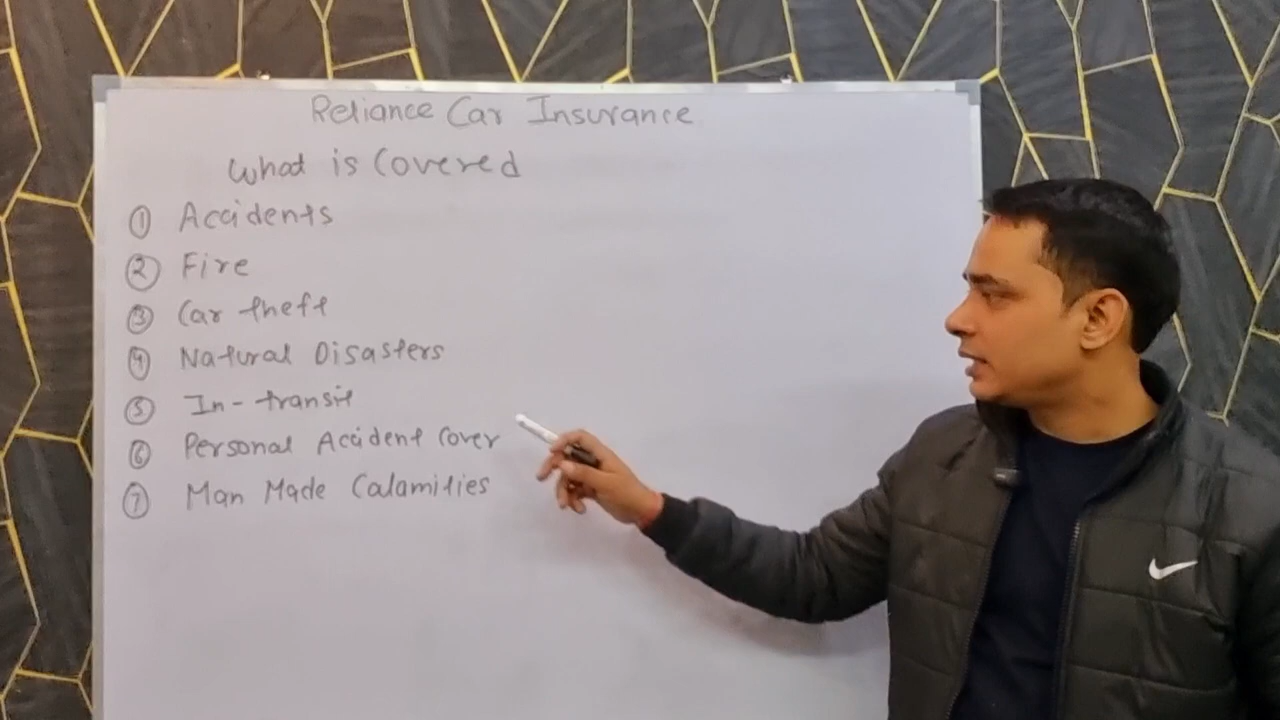 Reliance Car Insurance
What is Covered
① Accidents
② Fire
③ Car theft
④ Natural Disasters
⑤ In-transit
⑥ Personal Accident Cover
⑦ Man Made Calamities